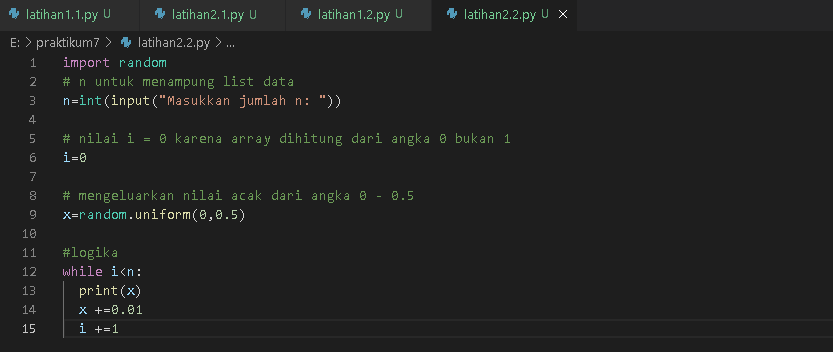 latihan1.1.py U latihan2.1.py U latihan1.2.py U latihan2.2.py U
E: > praktikum7 > latihan2.2.py > ...
1 import random
2 # n untuk menampung list data
3 n=int(input("Masukkan jumlah n: "))
4
5 # nilai i = 0 karena array dihitung dari angka 0 bukan 1
6 i=0
7
8 # mengeluarkan nilai acak dari angka 0 - 0.5
9 x=random.uniform(0,0.5)
10
11 #logika
12 while i<n:
13   print(x)
14   x +=0.01
15   i +=1